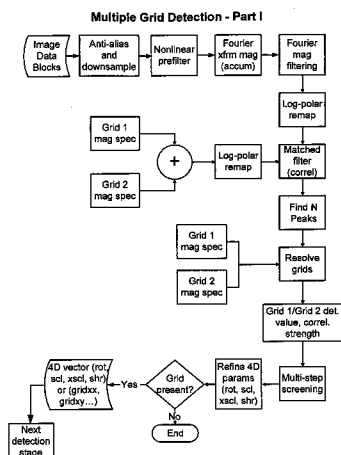 Multiple Grid Detection - Part I
Image
Data
Blocks
Anti-alias
and
downsample
Nonlinear
prefilter
Fourier
xfrm mag
(accum)
Fourier
mag
filtering
Log-polar
remap
Grid 1
mag spec
Grid 2
mag spec
+
Log-polar
remap
Matched
filter
(correl)
Find N
Peaks
Grid 1
mag spec
Grid 2
mag spec
Resolve
grids
Grid 1/Grid 2 det.
value, correl.
strength
Multi-step
screening
Refine 4D
params
(rot, scl,
xscl, shr)
Grid
present?
Yes
No
End
4D vector (rot,
scl, xscl, shr)
or (gridxx,
gridxy...)
Next
detection
stage